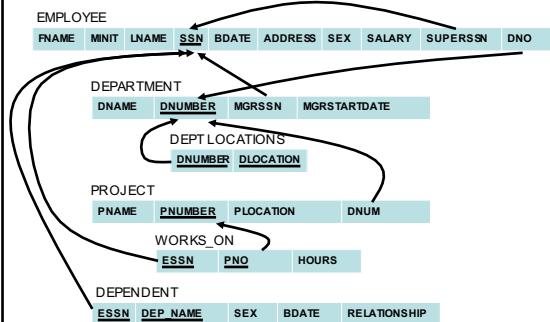 EMPLOYEE
FNAME MINIT LNAME SSN BDATE ADDRESS SEX SALARY SUPERSSN DNO
DEPARTMENT
DNAME DNUMBER MGRSSN MGRSTARTDATE
DEPT LOCATIONS
DNUMBER DLOCATION
PROJECT
PNAME PNUMBER PLOCATION DNUM
WORKS_ON
ESSN PNO HOURS
DEPENDENT
ESSN DEP_NAME SEX BDATE RELATIONSHIP